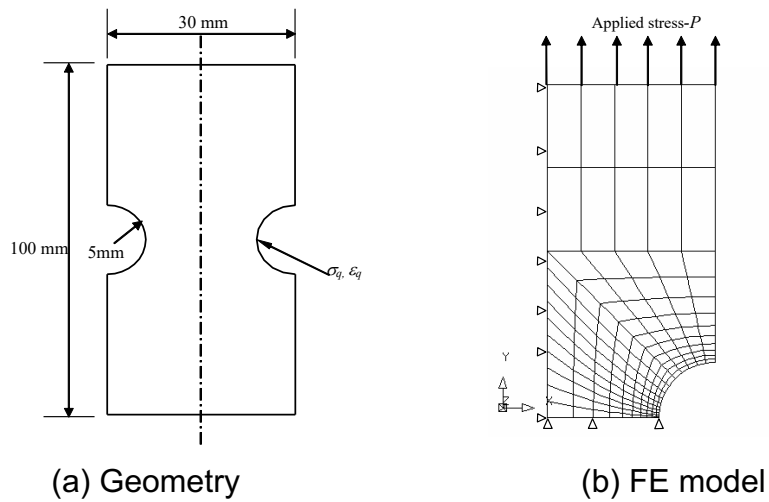 30 mm
100 mm
5mm
σq, εq
(a) Geometry
Applied stress-P
Y
Z
X
(b) FE model